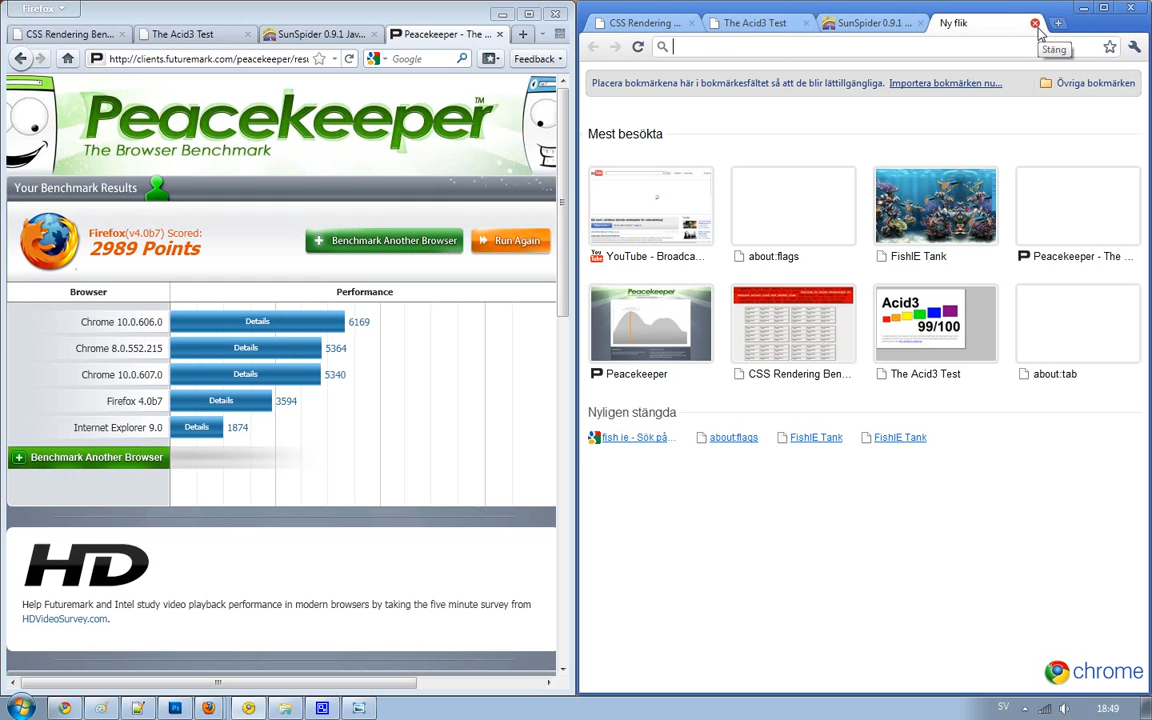 Firefox
CSS Rendering Ben...
The Acid3 Test
SunSpider 0.9.1 Jav...
Peacekeeper - The ...
http://clients.futuremark.com/peacekeeper/resu
Google
Feedback
Peacekeeper™
The Browser Benchmark
Your Benchmark Results
Firefox(v4.0b7) Scored:
2989 Points
Benchmark Another Browser
Run Again
Browser
Performance
Chrome 10.0.606.0 Details 6169
Chrome 8.0.552.215 Details 5364
Chrome 10.0.607.0 Details 5340
Firefox 4.0b7 Details 3594
Internet Explorer 9.0 Details 1874
Benchmark Another Browser
HD
Help Futuremark and Intel study video playback performance in modern browsers by taking the five minute survey from
HDVideoSurvey.com.
CSS Rendering ...
The Acid3 Test
SunSpider 0.9.1 ...
Ny flik
Stäng
Placera bokmärkena här i bokmärkesfältet så att de blir lättillgängliga.
Importera bokmärken nu...
Övriga bokmärken
Mest besökta
YouTube - Broadca...
about:flags
FishIE Tank
Peacekeeper - The ...
Peacekeeper
Acid3
99/100
Peacekeeper
CSS Rendering Ben...
The Acid3 Test
about:tab
Nyligen stängda
fish ie - Sök på...
about:flags
FishIE Tank
FishIE Tank
chrome
SV
18:49